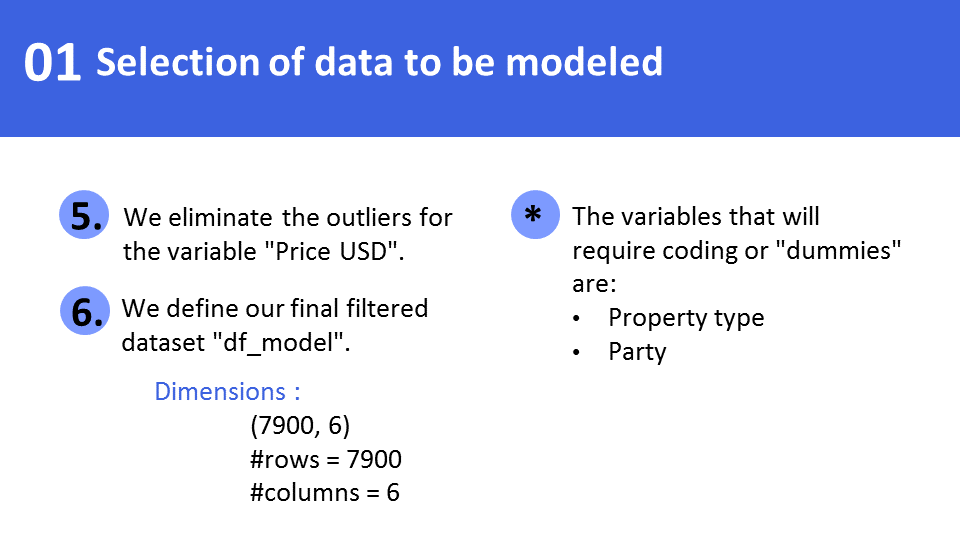 01 Selection of data to be modeled
5. We eliminate the outliers for
the variable "Price USD".
6. We define our final filtered
dataset "df_model".
Dimensions :
(7900, 6)
#rows = 7900
#columns = 6
* The variables that will
require coding or "dummies"
are:
• Property type
• Party